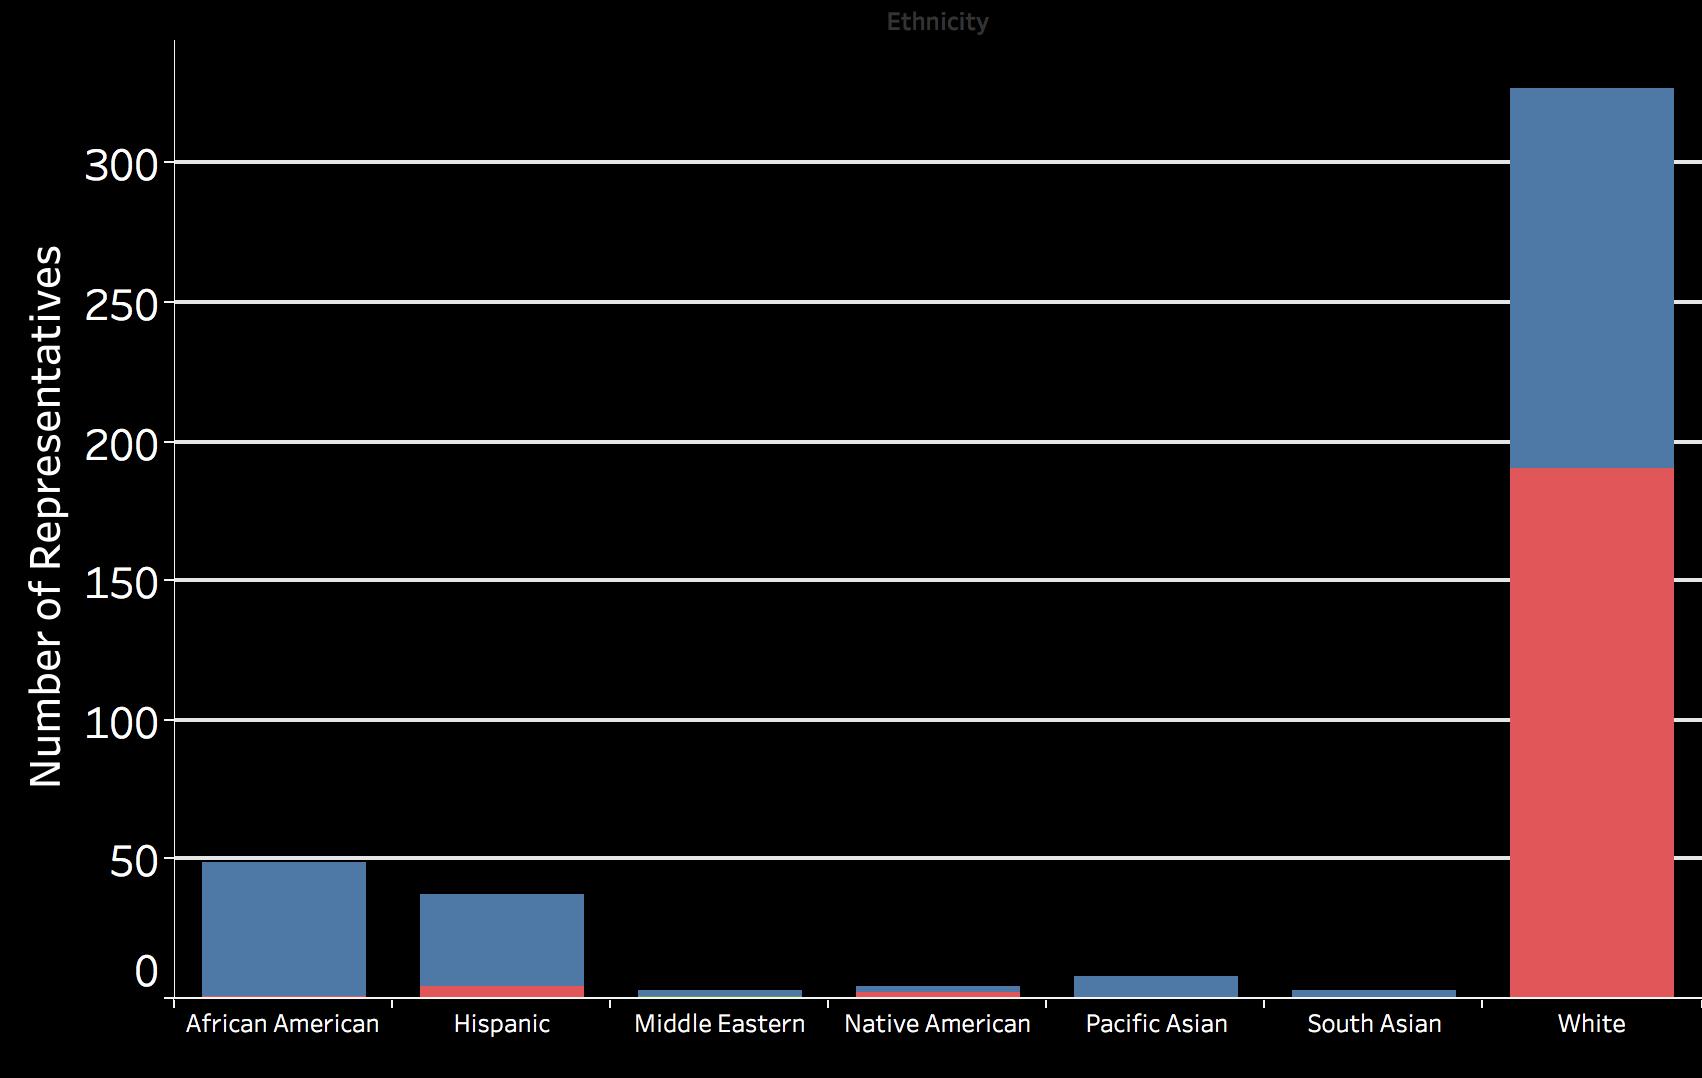 Ethnicity
Number of Representatives
300
250
200
150
100
50
0
African American
Hispanic
Middle Eastern
Native American
Pacific Asian
South Asian
White